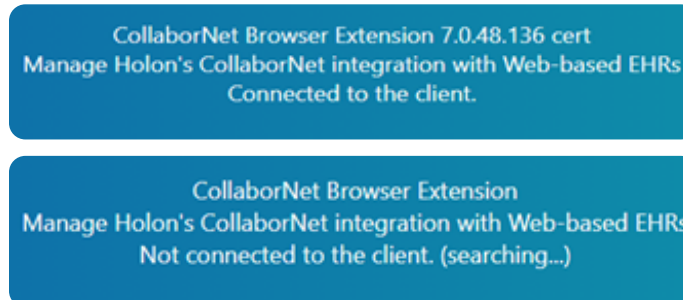 CollaborNet Browser Extension 7.0.48.136 cert
Manage Holon's CollaborNet integration with Web-based EHRs
Connected to the client.
CollaborNet Browser Extension
Manage Holon's CollaborNet integration with Web-based EHRs
Not connected to the client. (searching...)